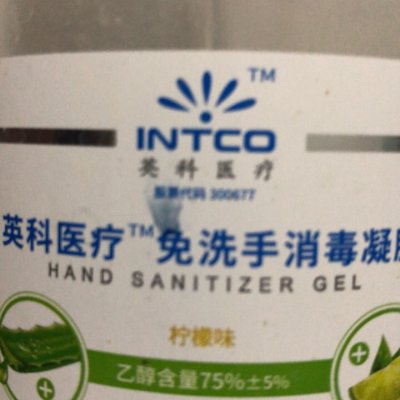 TM
INTCO
英科医疗
股票代码 300677
英科医疗™免洗手消毒凝胶
HAND SANITIZER GEL
柠檬味
乙醇含量75%±5%